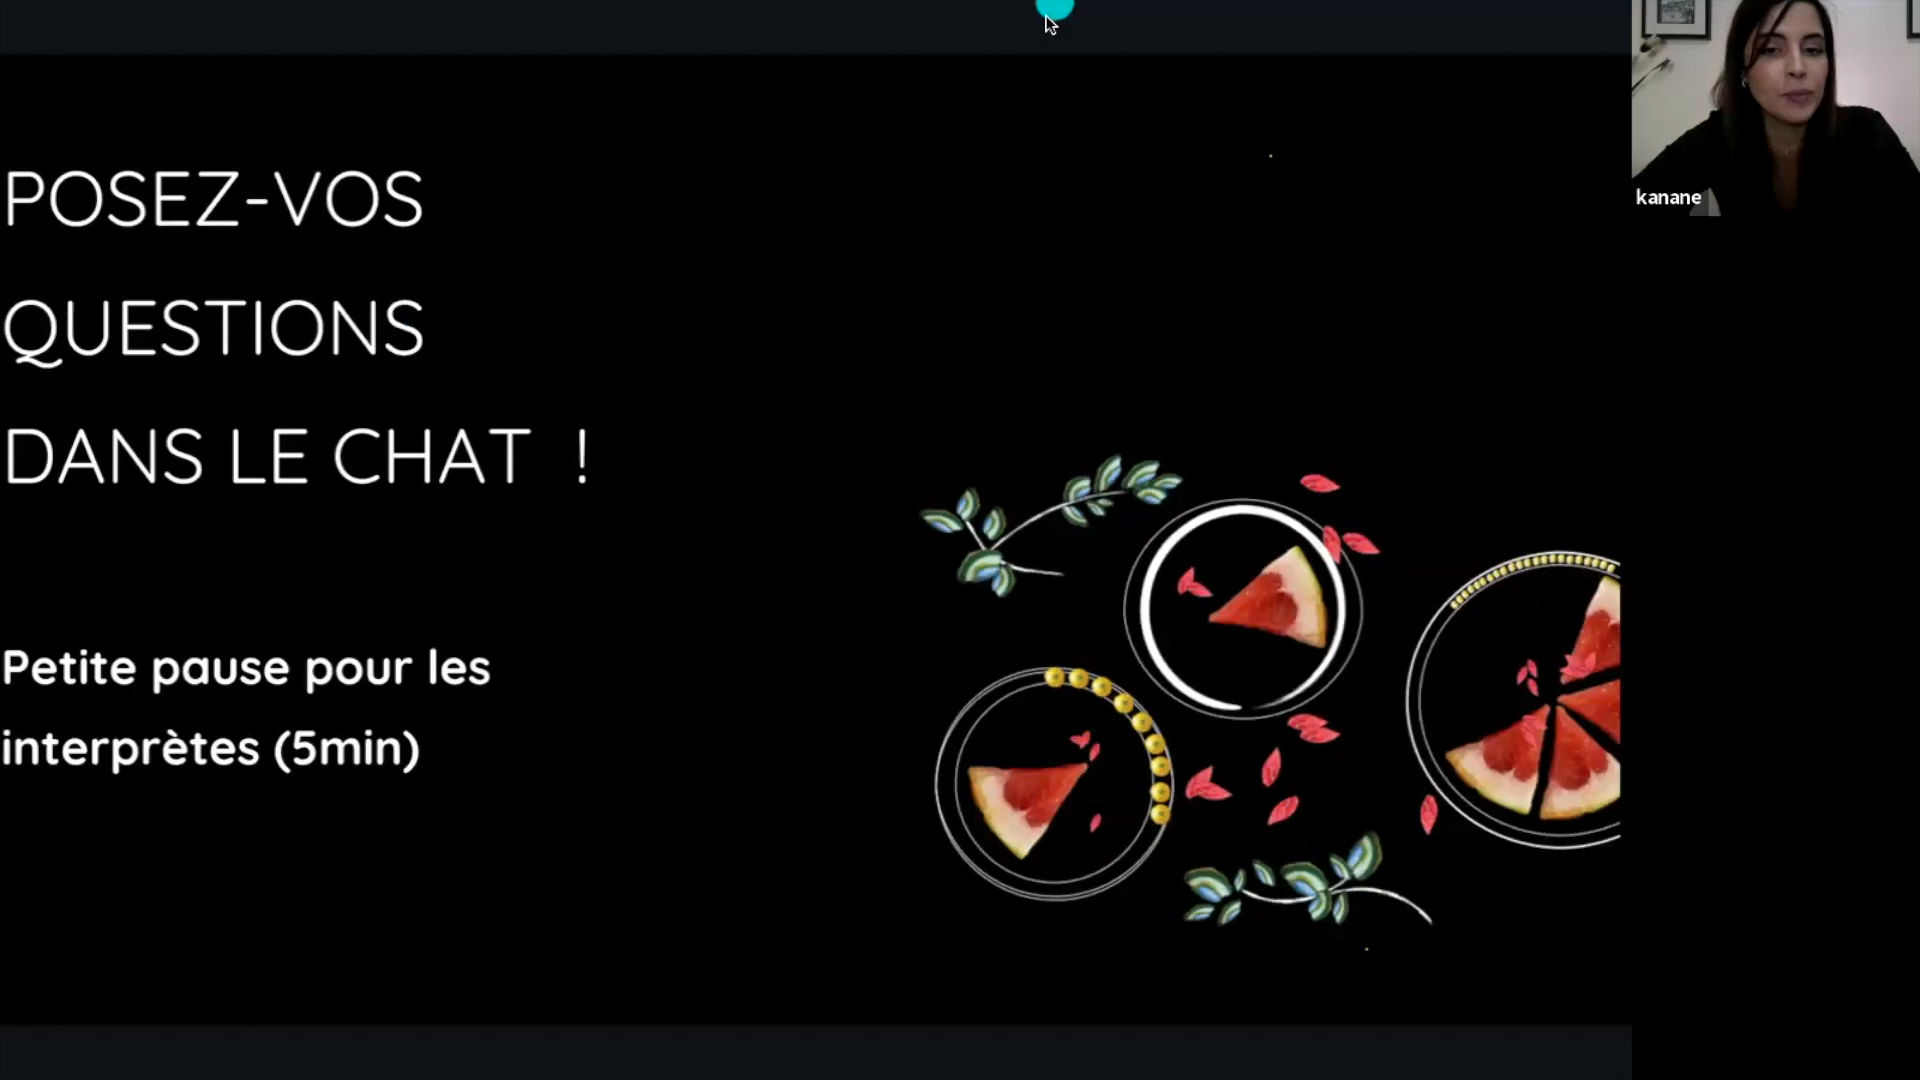 POSEZ-VOS
QUESTIONS
DANS LE CHAT !
Petite pause pour les
interprètes (5min)
kanane